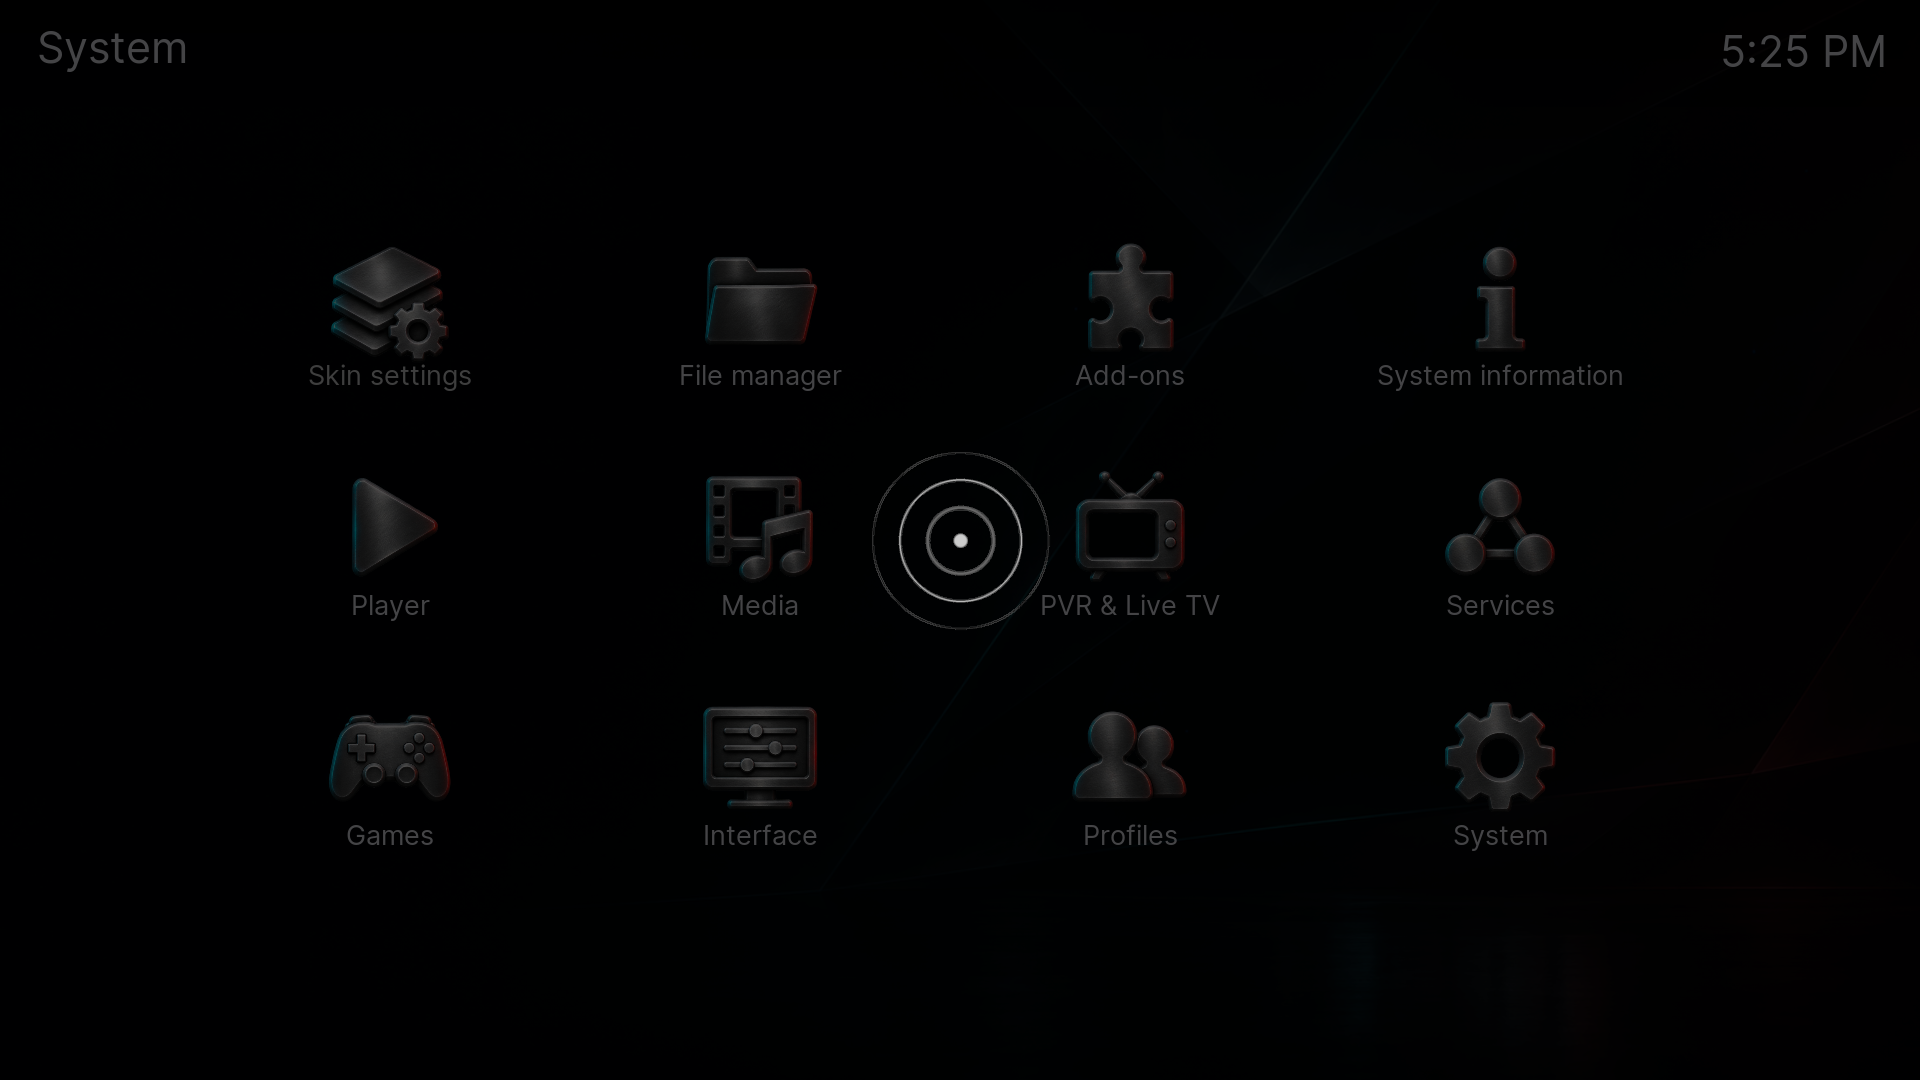 System
5:25 PM
Skin settings
File manager
Add-ons
System information
Player
Media
PVR & Live TV
Services
Games
Interface
Profiles
System